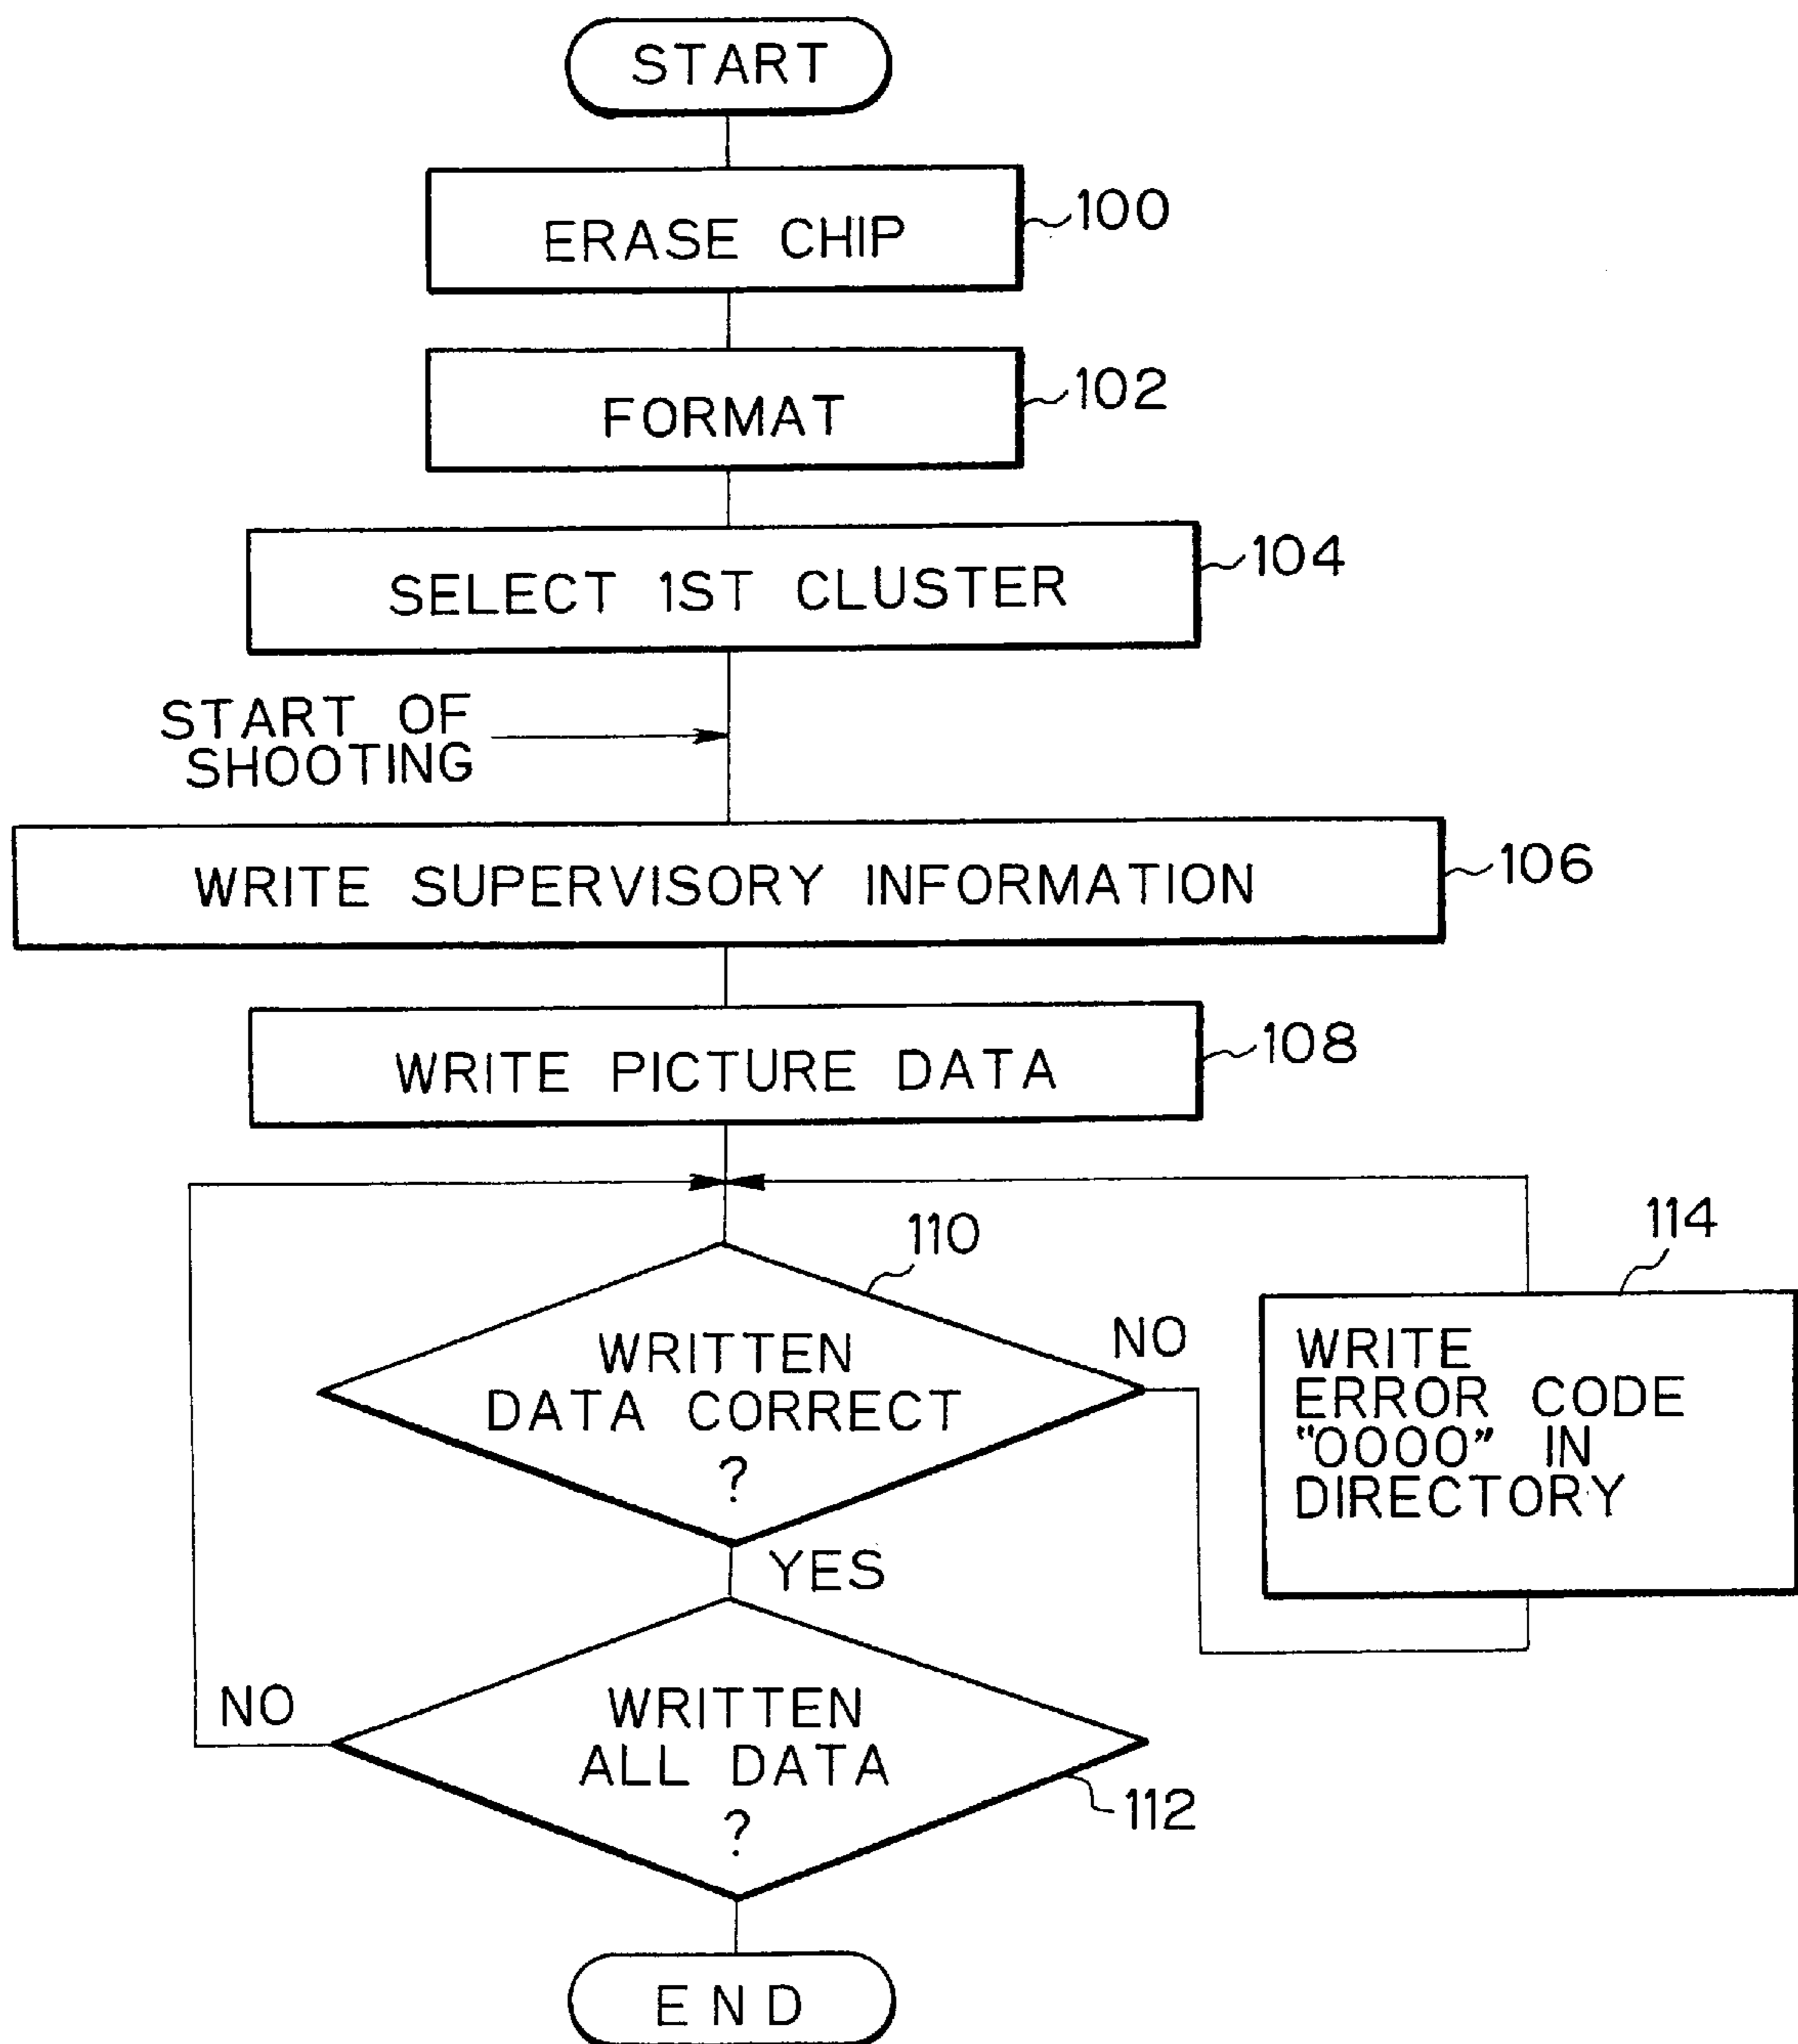 START
ERASE CHIP
100
FORMAT
102
SELECT 1ST CLUSTER
104
START OF
SHOOTING
WRITE SUPERVISORY INFORMATION
106
WRITE PICTURE DATA
108
110
WRITTEN
DATA CORRECT
?
NO
114
WRITE
ERROR CODE
"0000" IN
DIRECTORY
YES
NO
WRITTEN
ALL DATA
?
112
END